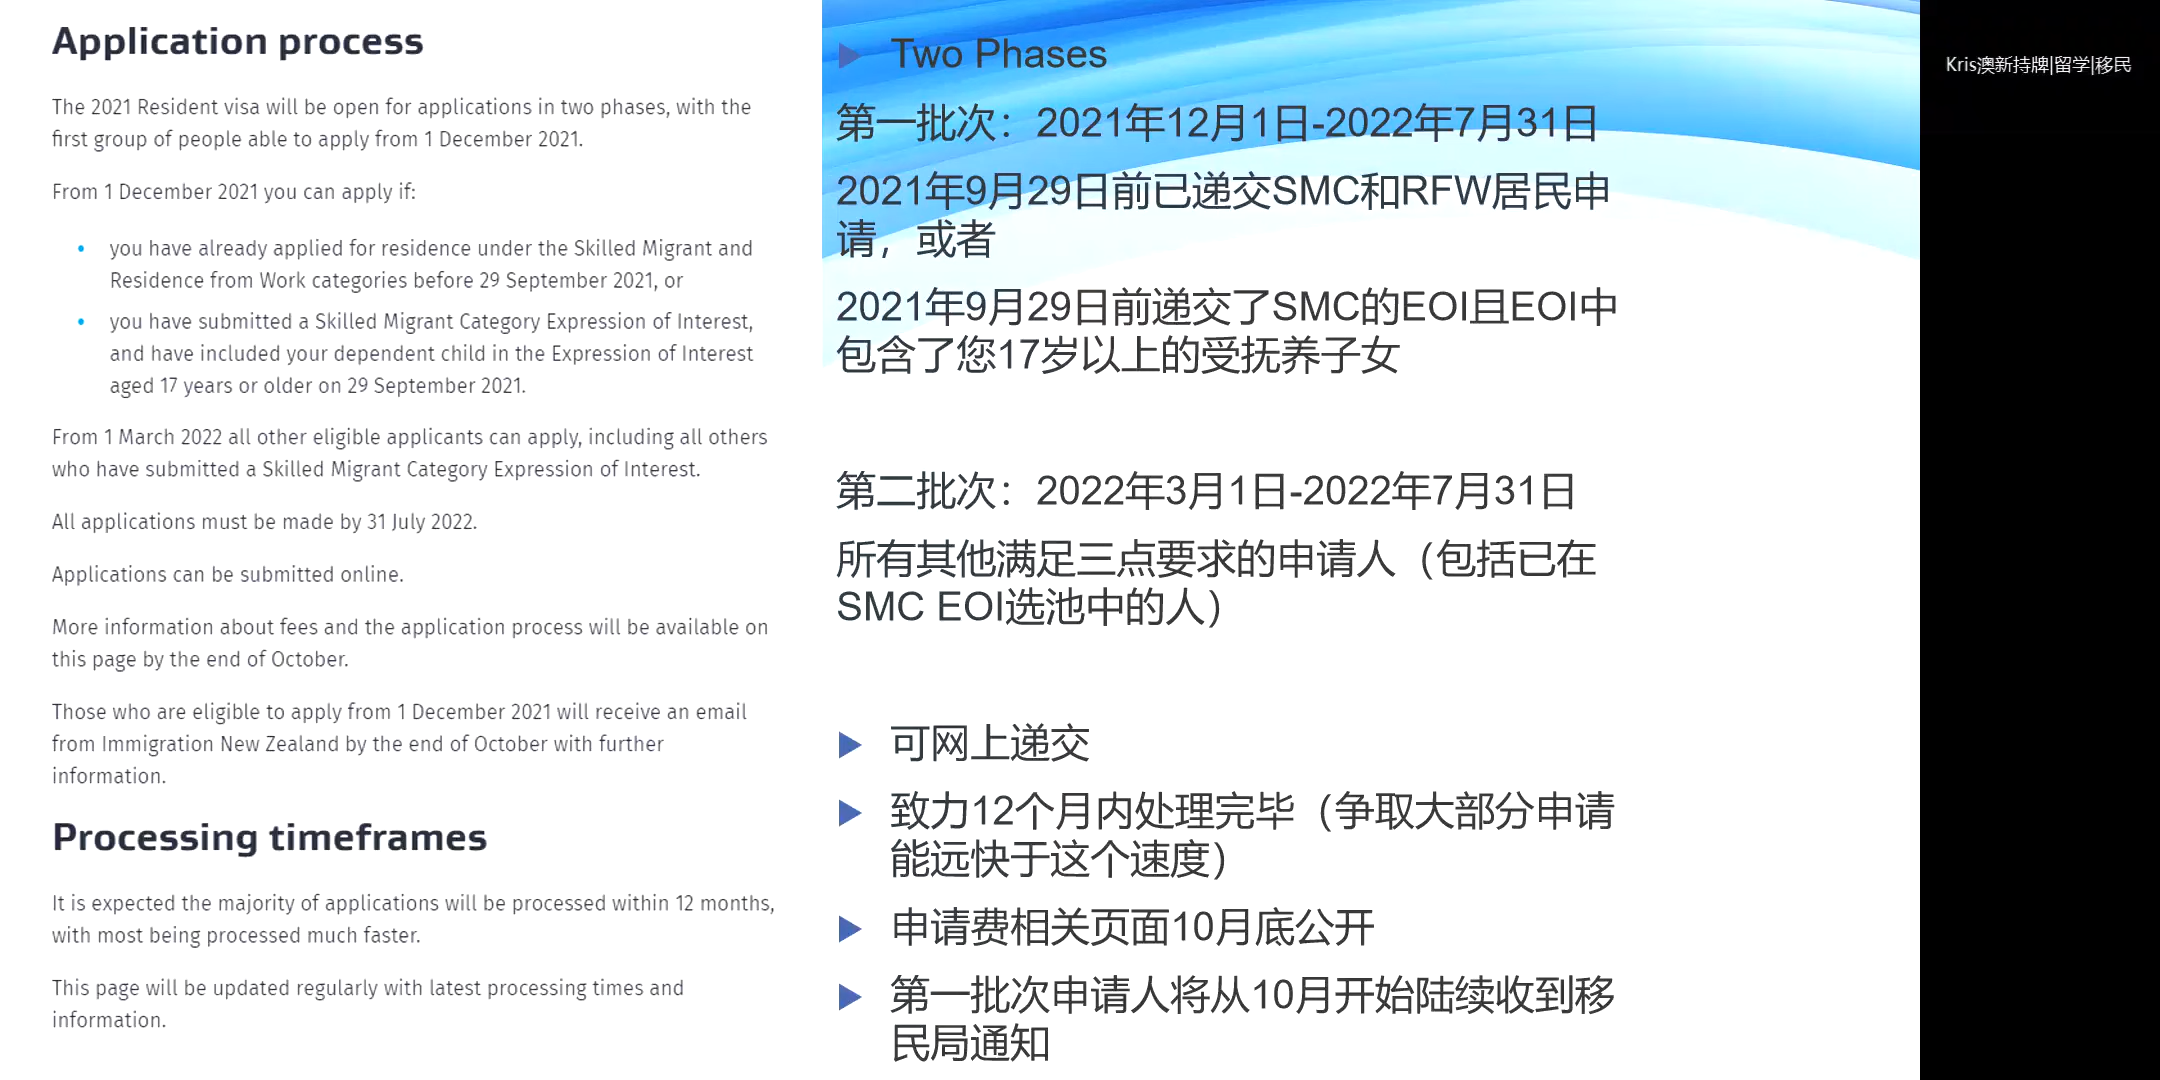 Application process
The 2021 Resident visa will be open for applications in two phases, with the
first group of people able to apply from 1 December 2021.
From 1 December 2021 you can apply if:
• you have already applied for residence under the Skilled Migrant and
Residence from Work categories before 29 September 2021, or
• you have submitted a Skilled Migrant Category Expression of Interest,
and have included your dependent child in the Expression of Interest
aged 17 years or older on 29 September 2021.
From 1 March 2022 all other eligible applicants can apply, including all others
who have submitted a Skilled Migrant Category Expression of Interest.
All applications must be made by 31 July 2022.
Applications can be submitted online.
More information about fees and the application process will be available on
this page by the end of October.
Those who are eligible to apply from 1 December 2021 will receive an email
from Immigration New Zealand by the end of October with further
information.
Processing timeframes
It is expected the majority of applications will be processed within 12 months,
with most being processed much faster.
This page will be updated regularly with latest processing times and
information.
Two Phases
第一批次：2021年12月1日-2022年7月31日
2021年9月29日前已递交SMC和RFW居民申
请，或者
2021年9月29日前递交了SMC的EOI且EOI中
包含了您17岁以上的受抚养子女
第二批次：2022年3月1日-2022年7月31日
所有其他满足三点要求的申请人（包括已在
SMC EOI选池中的人）
可网上递交
致力12个月内处理完毕（争取大部分申请
能远快于这个速度）
申请费相关页面10月底公开
第一批次申请人将从10月开始陆续收到移
民局通知
Kris澳新持牌|留学|移民